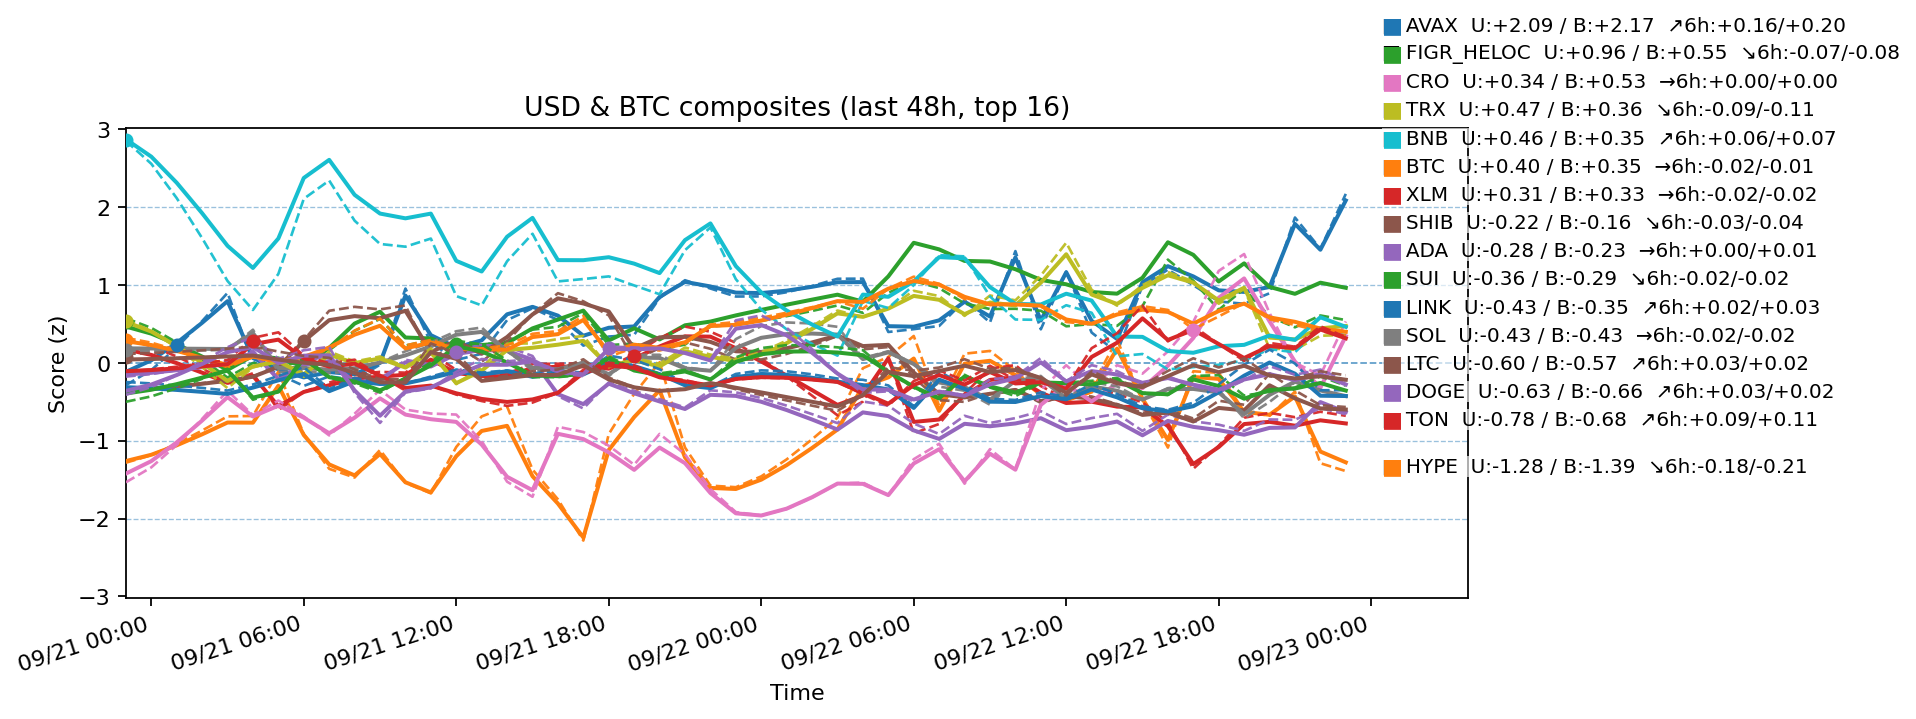 AVAX U:+2.09 / B:+2.17 ↗6h:+0.16/+0.20
FIGR_HELOC U:+0.96 / B:+0.55 ↘6h:-0.07/-0.08
CRO U:+0.34 / B:+0.53 →6h:+0.00/+0.00
TRX U:+0.47 / B:+0.36 ↘6h:-0.09/-0.11
BNB U:+0.46 / B:+0.35 ↗6h:+0.06/+0.07
BTC U:+0.40 / B:+0.35 →6h:-0.02/-0.01
XLM U:+0.31 / B:+0.33 →6h:-0.02/-0.02
SHIB U:-0.22 / B:-0.16 ↘6h:-0.03/-0.04
ADA U:-0.28 / B:-0.23 →6h:+0.00/+0.01
SUI U:-0.36 / B:-0.29 ↘6h:-0.02/-0.02
LINK U:-0.43 / B:-0.35 ↗6h:+0.02/+0.03
SOL U:-0.43 / B:-0.43 →6h:-0.02/-0.02
LTC U:-0.60 / B:-0.57 ↗6h:+0.03/+0.02
DOGE U:-0.63 / B:-0.66 ↗6h:+0.03/+0.02
TON U:-0.78 / B:-0.68 ↗6h:+0.09/+0.11
HYPE U:-1.28 / B:-1.39 ↘6h:-0.18/-0.21
USD & BTC composites (last 48h, top 16)
Score (z)
3
2
1
0
−1
−2
−3
09/21 00:00
09/21 06:00
09/21 12:00
09/21 18:00
09/22 00:00
09/22 06:00
09/22 12:00
09/22 18:00
09/23 00:00
Time